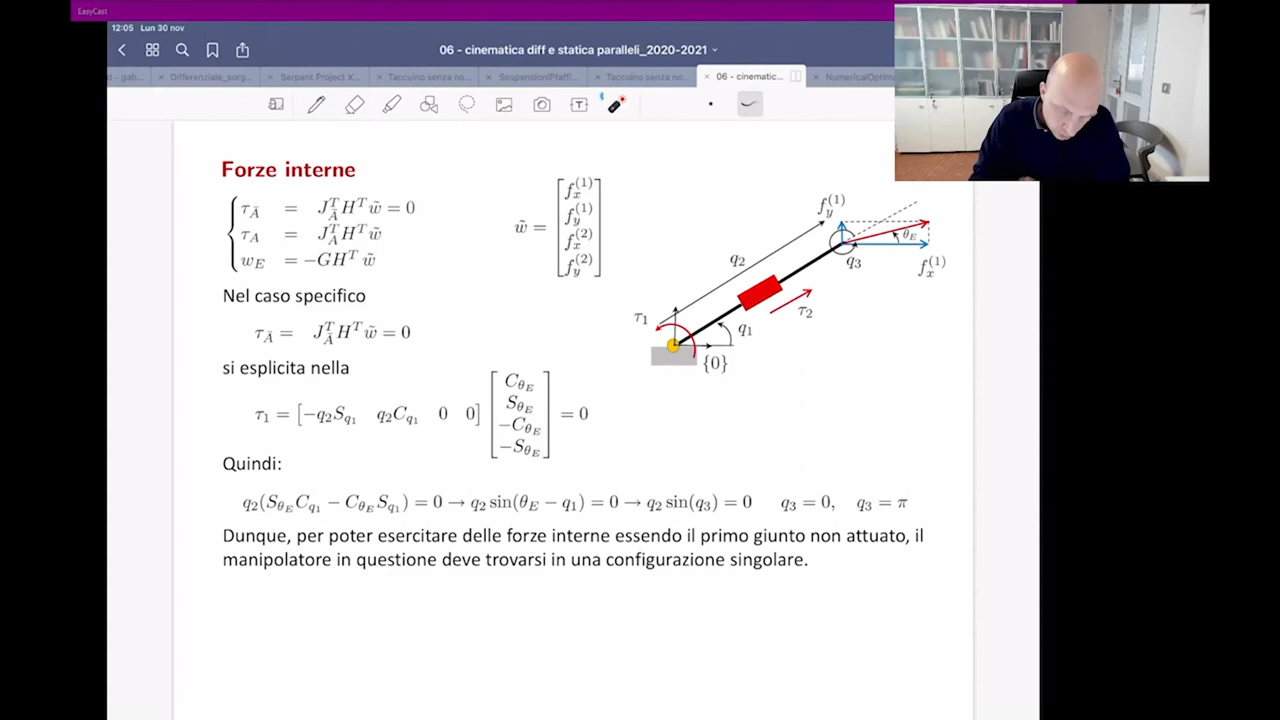 EasyCast
12:05 Lun 30 nov
06 - cinematica diff e statica paralleli_2020-2021
d - gab...
Differenziale_sorg...
Serpent Project X...
Taccuino senza no...
SospensioniPfaffi...
Taccuino senza no...
06 - cinematic...
NumericalOptima
T
Forze interne
τ_Ā = J_Ā^T H^T w̃ = 0
τ_A = J_A^T H^T w̃
w_E = −G H^T w̃
w̃ = [f_x^(1) f_y^(1) f_x^(2) f_y^(2)]
f_y^(1)
θ_E
q_2
q_3
f_x^(1)
τ_1
τ_2
q_1
{0}
Nel caso specifico
τ_Ā = J_Ā^T H^T w̃ = 0
si esplicita nella
τ_1 = [−q_2 S_q1 q_2 C_q1 0 0] [C_θE S_θE −C_θE −S_θE] = 0
Quindi:
q_2(S_θE C_q1 − C_θE S_q1) = 0 → q_2 sin(θ_E − q_1) = 0 → q_2 sin(q_3) = 0 q_3 = 0, q_3 = π
Dunque, per poter esercitare delle forze interne essendo il primo giunto non attuato, il
manipolatore in questione deve trovarsi in una configurazione singolare.